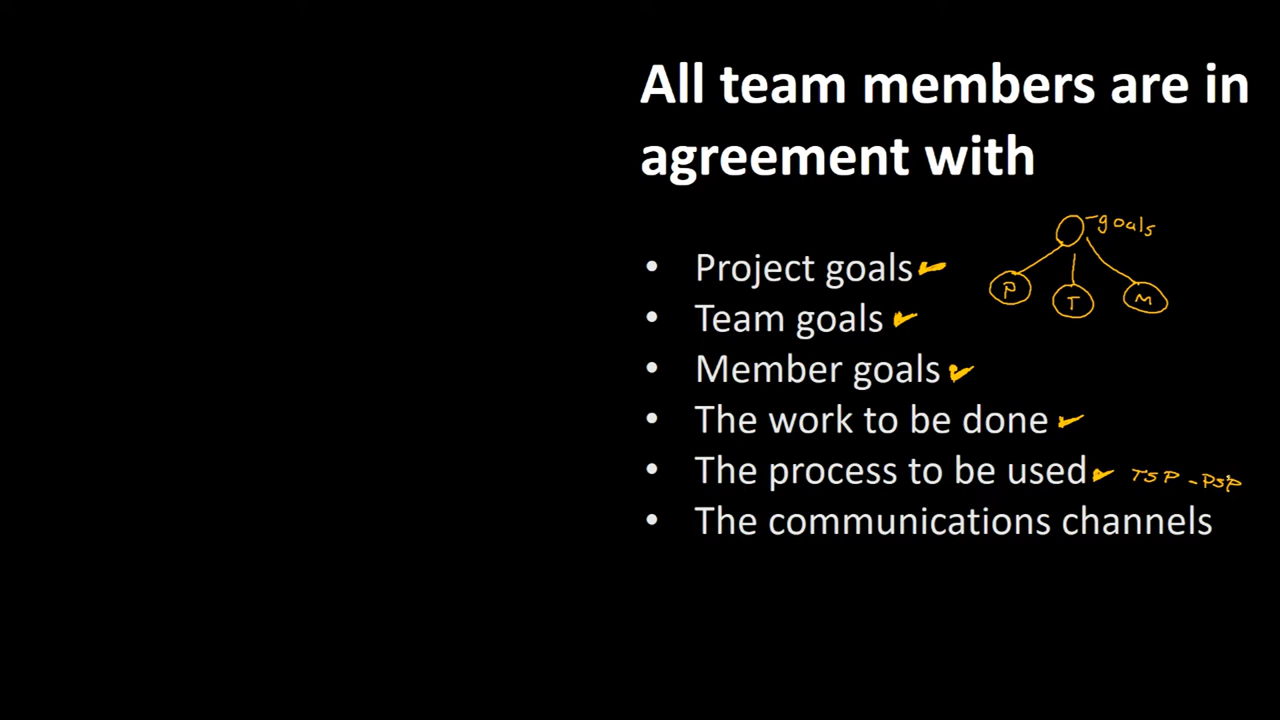 All team members are in
agreement with
-goals
• Project goals ✓
P T M
• Team goals ✓
• Member goals ✓
• The work to be done ✓
• The process to be used ✓ TSP - PSP
• The communications channels